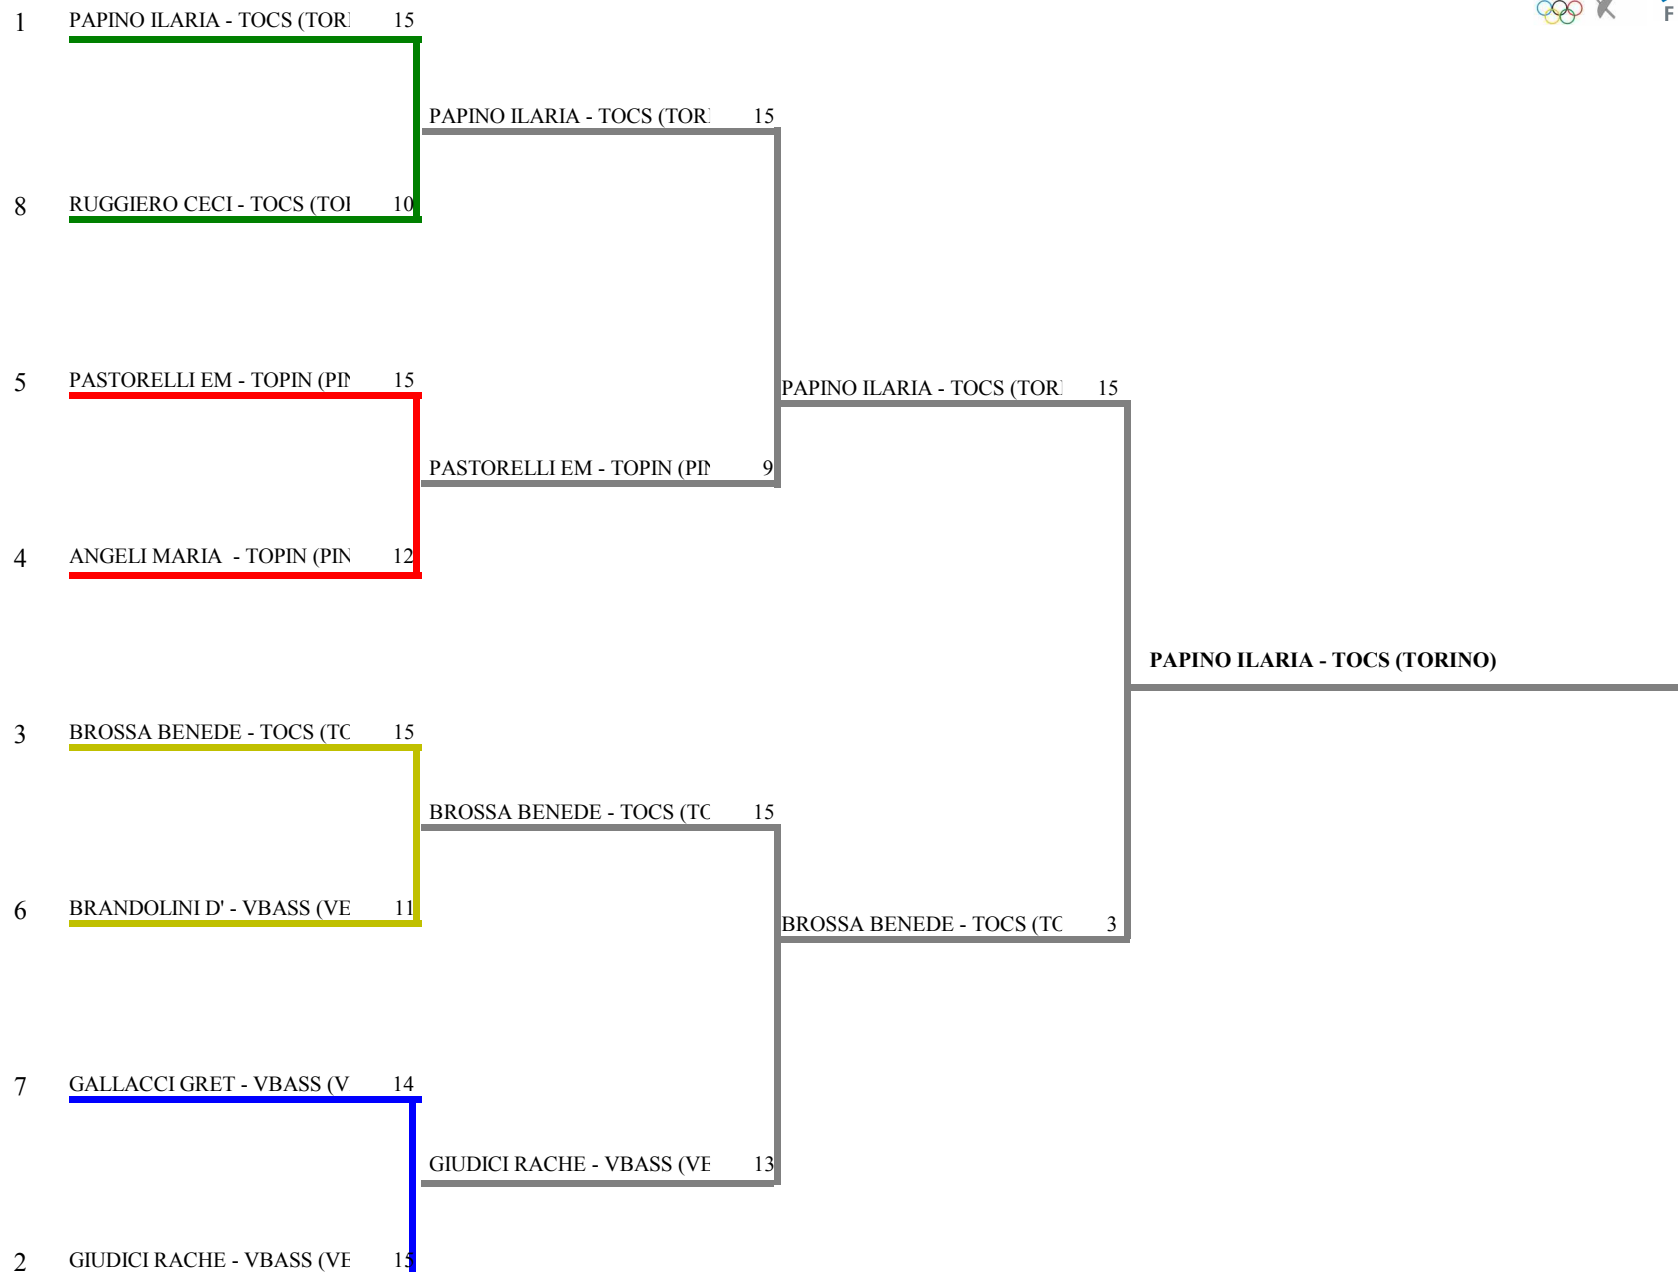 1 PAPINO ILARIA - TOCS (TORI 15
F
PAPINO ILARIA - TOCS (TOR 15
8 RUGGIERO CECI - TOCS (TOI 10
5 PASTORELLI EM - TOPIN (PIN 15
PAPINO ILARIA - TOCS (TORI 15
PASTORELLI EM - TOPIN (PIN 9
4 ANGELI MARIA - TOPIN (PIN 12
PAPINO ILARIA - TOCS (TORINO)
3 BROSSA BENEDE - TOCS (TO 15
BROSSA BENEDE - TOCS (TO 15
6 BRANDOLINI D' - VBASS (VE 11
BROSSA BENEDE - TOCS (TO 3
7 GALLACCI GRET - VBASS (V 14
GIUDICI RACHE - VBASS (VE 13
2 GIUDICI RACHE - VBASS (VE 15